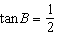 tan B = 1/2